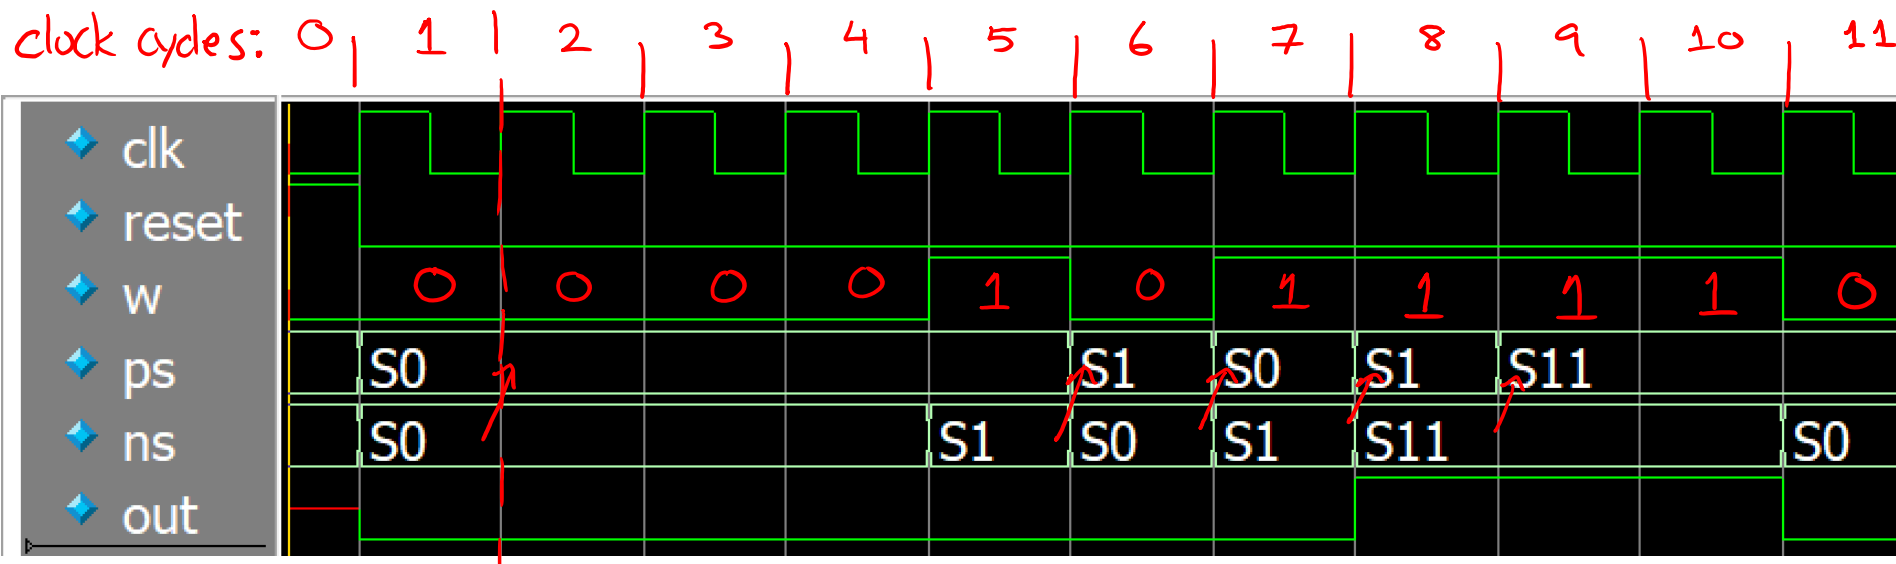 clock cycles: 0 | 1 | 2 | 3 | 4 | 5 | 6 | 7 | 8 | 9 | 10 | 11
clk
reset
w 0 0 0 0 1 0 1 1 1 1 0
ps S0 S1 S0 S1 S11
ns S0 S1 S0 S1 S11 S0
out